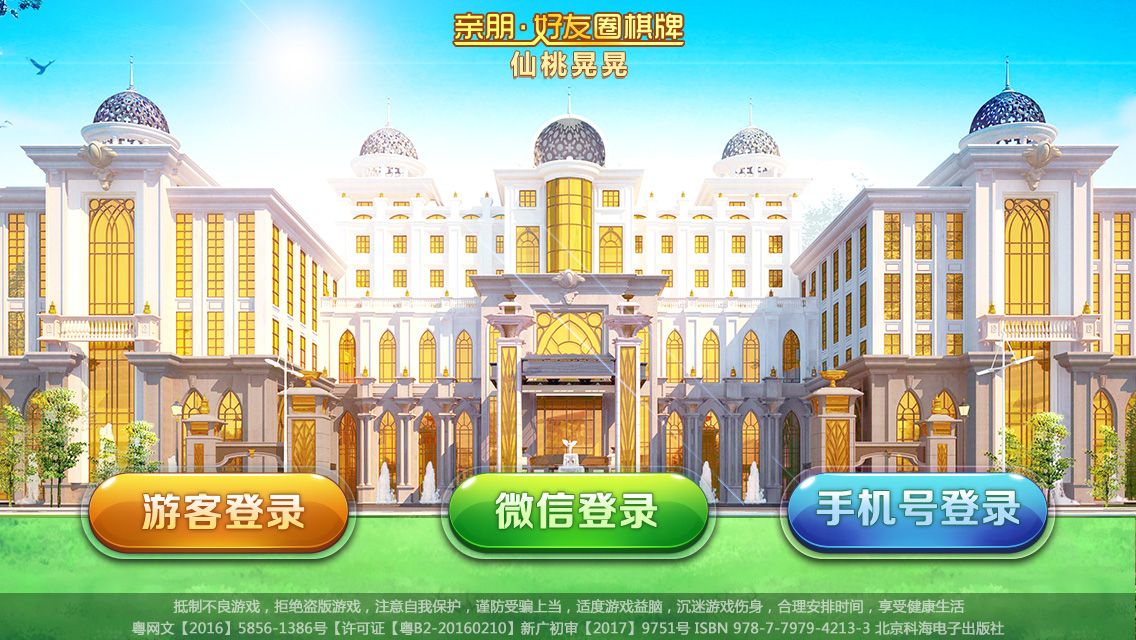 亲朋·好友圈棋牌
仙桃晃晃
游客登录
微信登录
手机号登录
抵制不良游戏，拒绝盗版游戏，注意自我保护，谨防受骗上当，适度游戏益脑，沉迷游戏伤身，合理安排时间，享受健康生活
粤网文【2016】5856-1386号【许可证【粤B2-20160210】新广初审【2017】9751号 ISBN 978-7-7979-4213-3 北京科海电子出版社